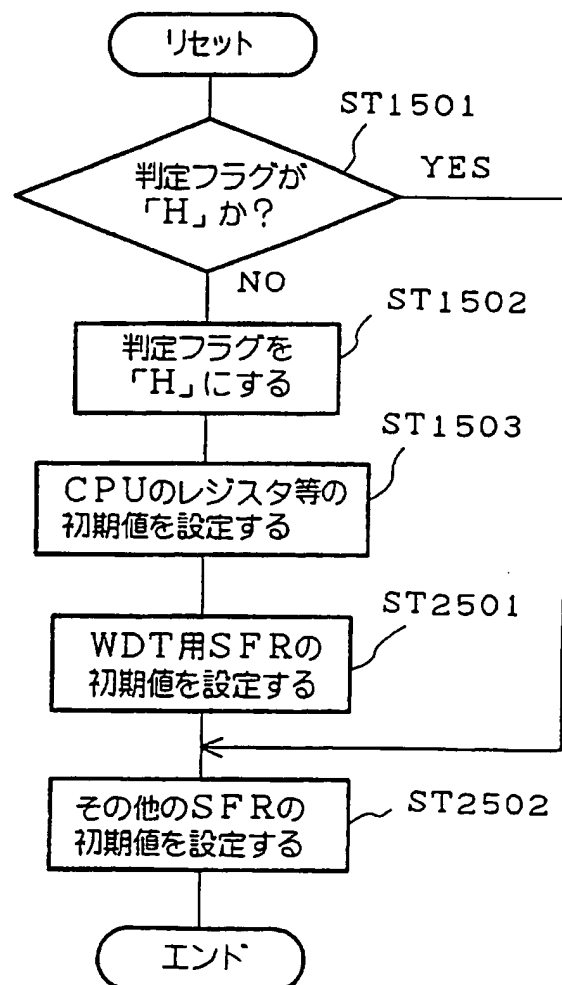 リセット
ST1501
判定フラグが
「H」か？
YES
NO
ST1502
判定フラグを
「H」にする
ST1503
CPUのレジスタ等の
初期値を設定する
ST2501
WDT用SFRの
初期値を設定する
その他のSFRの
初期値を設定する
ST2502
エンド